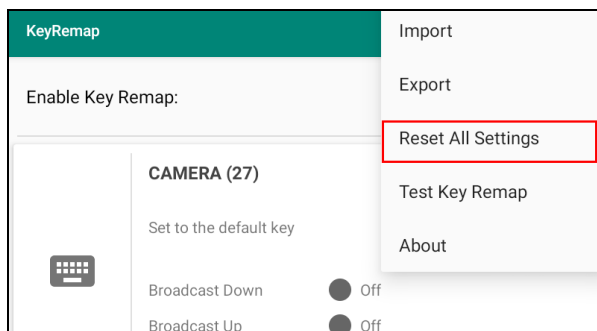 KeyRemap
Import
Export
Enable Key Remap:
Reset All Settings
CAMERA (27)
Test Key Remap
Set to the default key
About
Broadcast Down Off
Broadcast Up Off